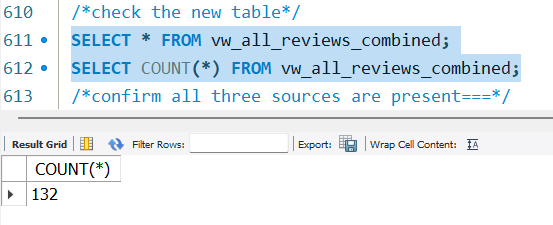 610 /*check the new table*/
611 SELECT * FROM vw_all_reviews_combined;
612 SELECT COUNT(*) FROM vw_all_reviews_combined;
613 /*confirm all three sources are present===*/
Result Grid Filter Rows: Export: Wrap Cell Content: IA
COUNT(*)
132